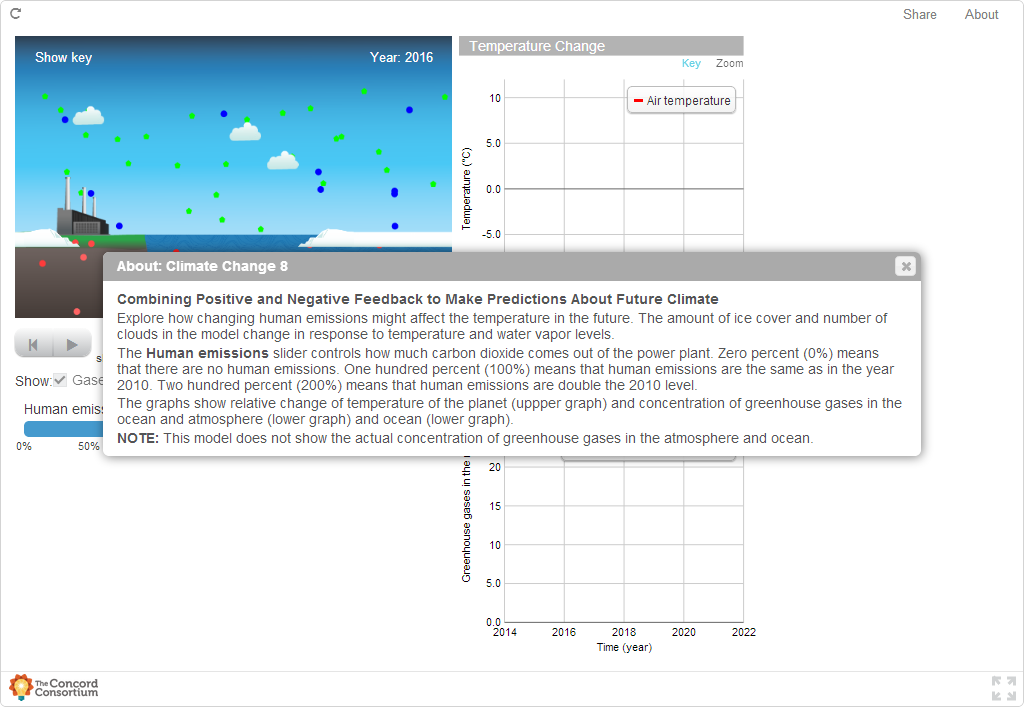 Share About
Show key Year: 2016
Temperature Change
Key Zoom
Air temperature
10
5.0
0.0
-5.0
Temperature (°C)
About: Climate Change 8
Combining Positive and Negative Feedback to Make Predictions About Future Climate
Explore how changing human emissions might affect the temperature in the future. The amount of ice cover and number of
clouds in the model change in response to temperature and water vapor levels.
The Human emissions slider controls how much carbon dioxide comes out of the power plant. Zero percent (0%) means
that there are no human emissions. One hundred percent (100%) means that human emissions are the same as in the year
2010. Two hundred percent (200%) means that human emissions are double the 2010 level.
The graphs show relative change of temperature of the planet (uppper graph) and concentration of greenhouse gases in the
ocean and atmosphere (lower graph) and ocean (lower graph).
NOTE: This model does not show the actual concentration of greenhouse gases in the atmosphere and ocean.
Show: Gase
Human emiss
0% 50%
20
15
10
5.0
0.0
Greenhouse gases in the
2014 2016 2018 2020 2022
Time (year)
The Concord
Consortium